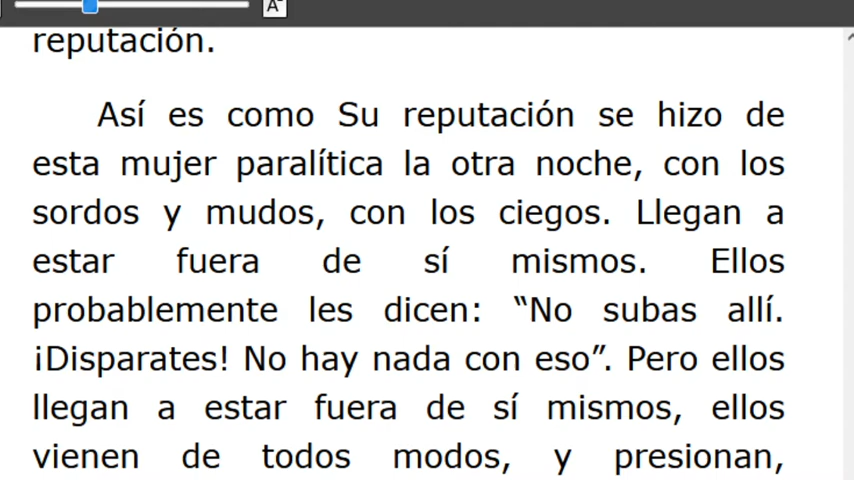 A
reputación.
Así es como Su reputación se hizo de
esta mujer paralítica la otra noche, con los
sordos y mudos, con los ciegos. Llegan a
estar fuera de sí mismos. Ellos
probablemente les dicen: “No subas allí.
¡Disparates! No hay nada con eso”. Pero ellos
llegan a estar fuera de sí mismos, ellos
vienen de todos modos, y presionan,